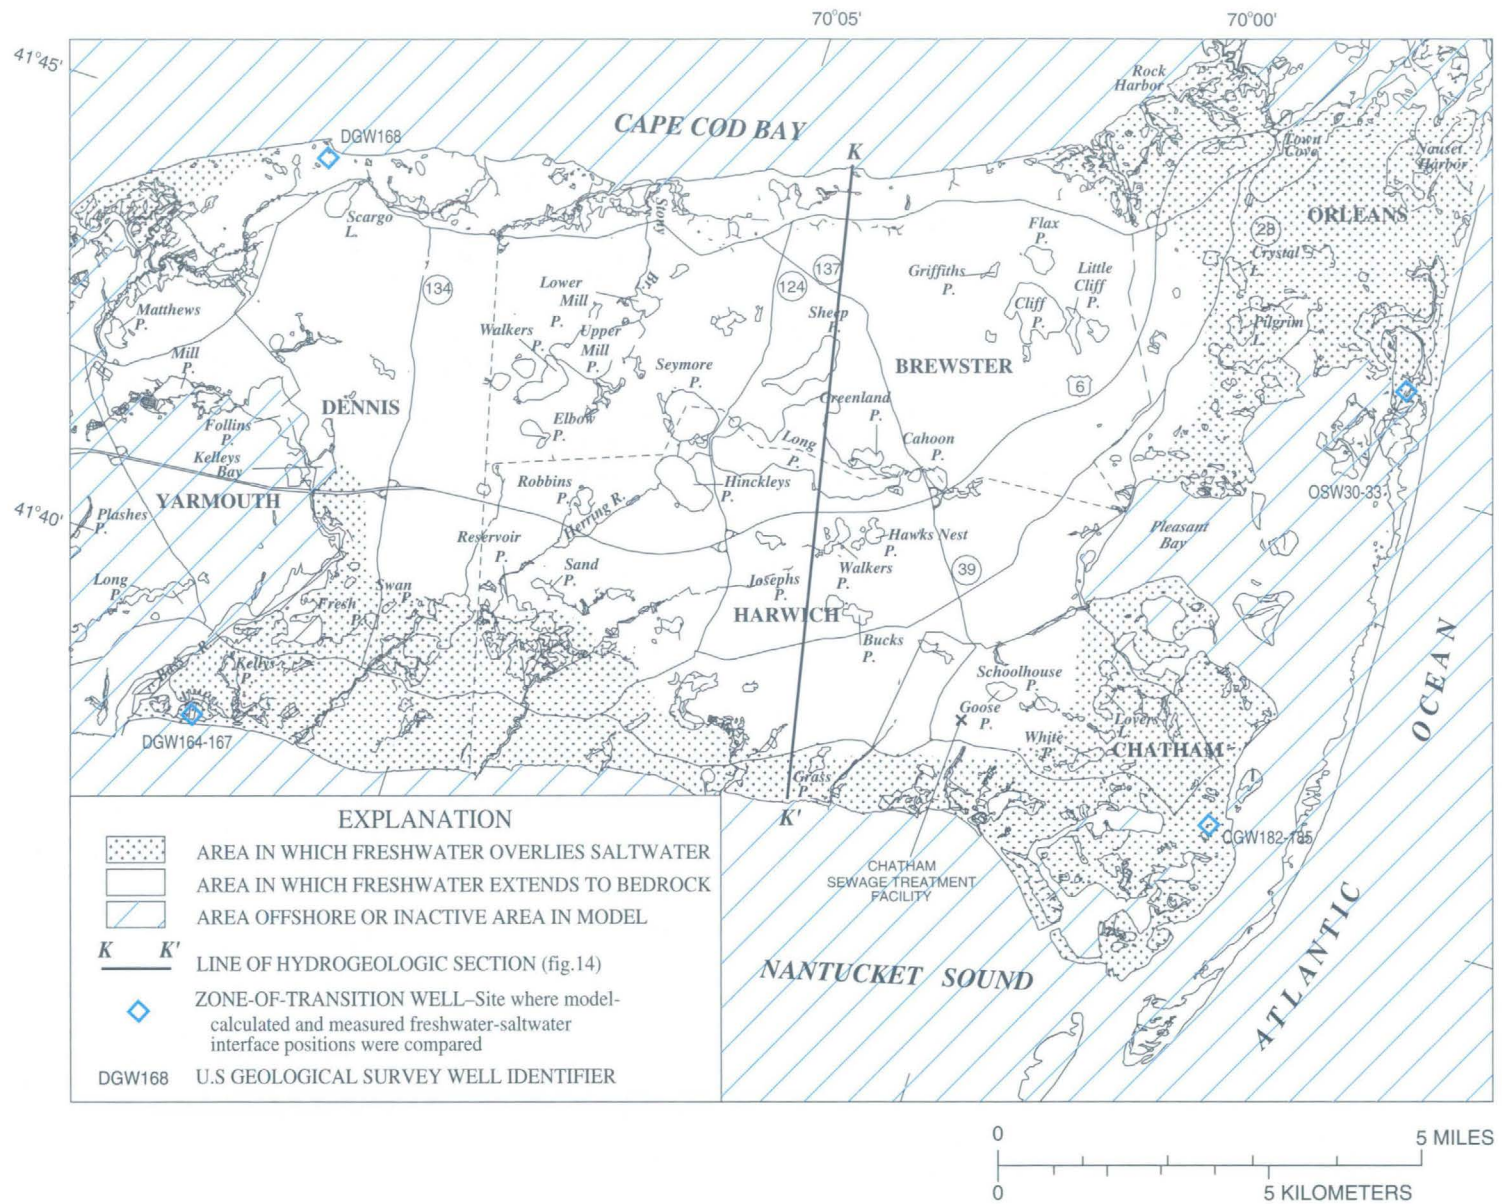 70°05'
70°00'
41°45'
Rock
Harbor
DGW168
CAPE COD BAY
K
Town
Cove
Nauset
Harbor
Scargo
L.
Stony
Br.
ORLEANS
Flax
P.
28
Crystal
L.
137
134
124
Griffiths
P.
Little
Cliff
P.
Lower
Mill
P.
Cliff
P.
Matthews
P.
Sheep
P.
Pilgrim
L.
Walkers
P.
Upper
Mill
P.
Mill
P.
Seymore
P.
BREWSTER
6
DENNIS
Greenland
P.
Elbow
P.
Follins
P.
Long
P.
Cahoon
P.
Kelleys
Bay
Robbins
P.
Hinckleys
P.
OSW30-33
YARMOUTH
41°40'
Plashes
P.
Herring R.
Pleasant
Bay
Reservoir
P.
Hawks Nest
P.
Sand
P.
Walkers
P.
39
Long
P.
Swan
P.
Josephs
P.
Fresh
P.
HARWICH
Bucks
P.
Bass R.
Kellys
P.
Schoolhouse
P.
Goose
P.
Lovers
L.
White
P.
CHATHAM
DGW164-167
Grass
P.
K'
CGW182-185
CHATHAM
SEWAGE TREATMENT
FACILITY
NANTUCKET SOUND
ATLANTIC
OCEAN
EXPLANATION
AREA IN WHICH FRESHWATER OVERLIES SALTWATER
AREA IN WHICH FRESHWATER EXTENDS TO BEDROCK
AREA OFFSHORE OR INACTIVE AREA IN MODEL
K K'
LINE OF HYDROGEOLOGIC SECTION (fig.14)
ZONE-OF-TRANSITION WELL–Site where model-
calculated and measured freshwater-saltwater
interface positions were compared
DGW168 U.S GEOLOGICAL SURVEY WELL IDENTIFIER
0 5 MILES
0 5 KILOMETERS